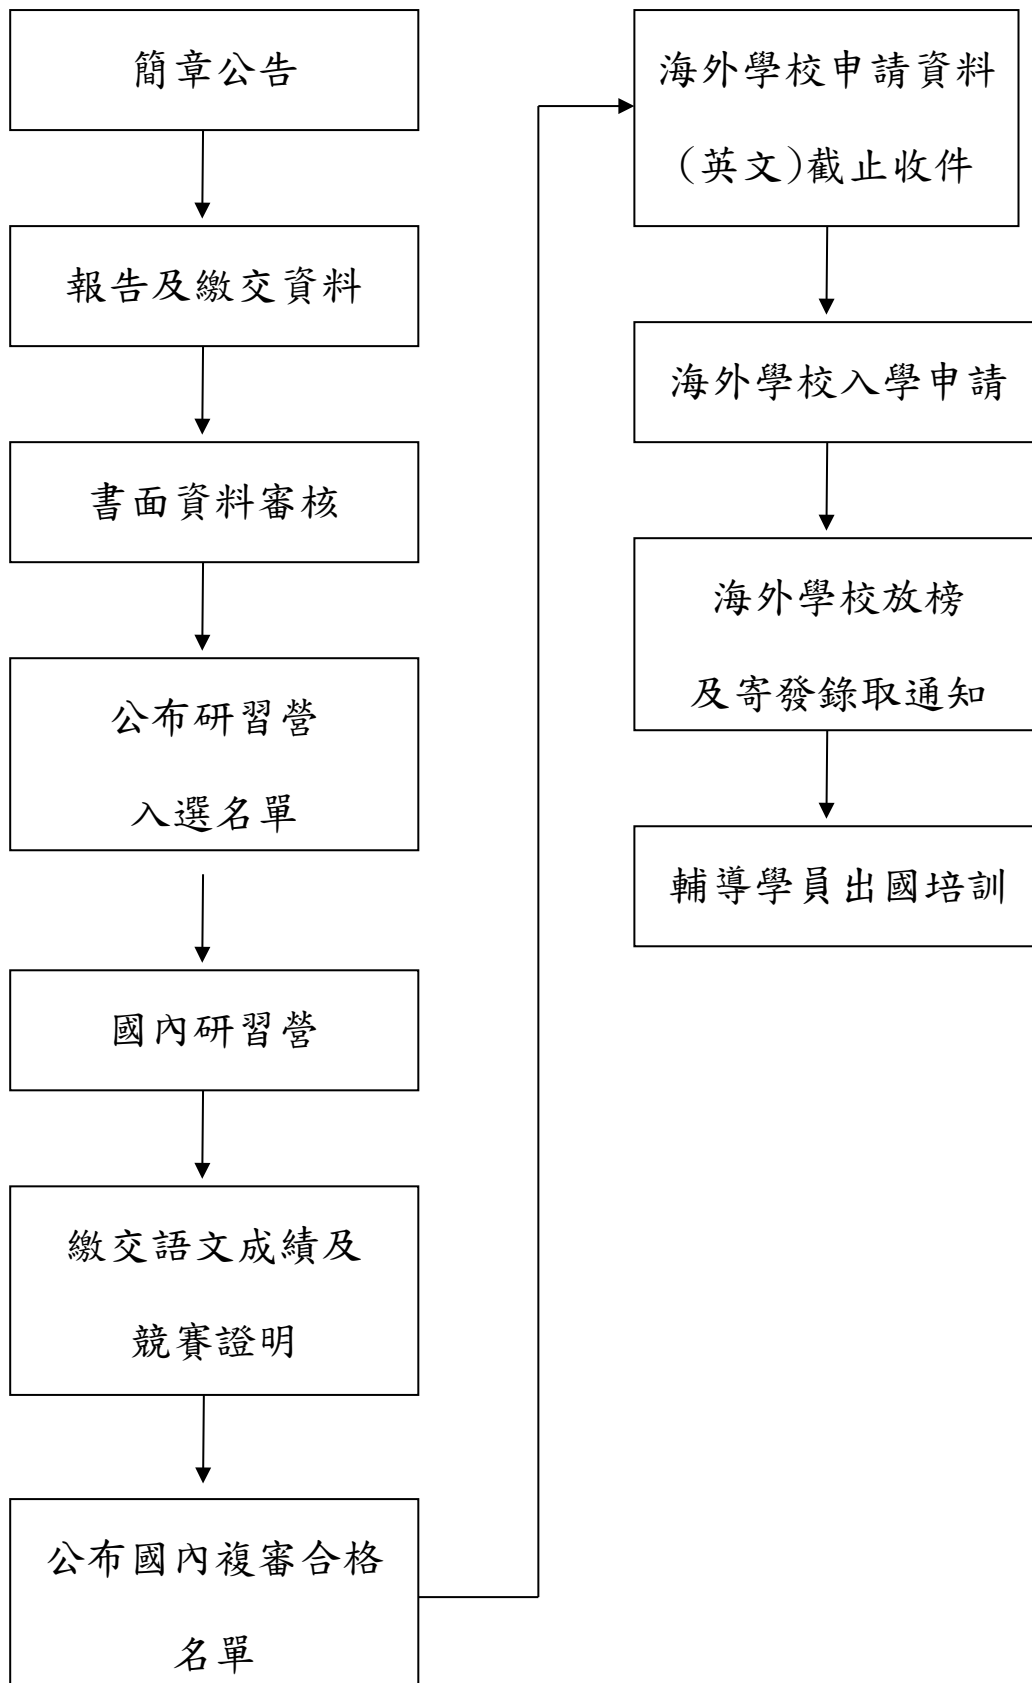 簡章公告
報告及繳交資料
書面資料審核
公布研習營
入選名單
國內研習營
繳交語文成績及
競賽證明
公布國內複審合格
名單
海外學校申請資料
(英文)截止收件
海外學校入學申請
海外學校放榜
及寄發錄取通知
輔導學員出國培訓